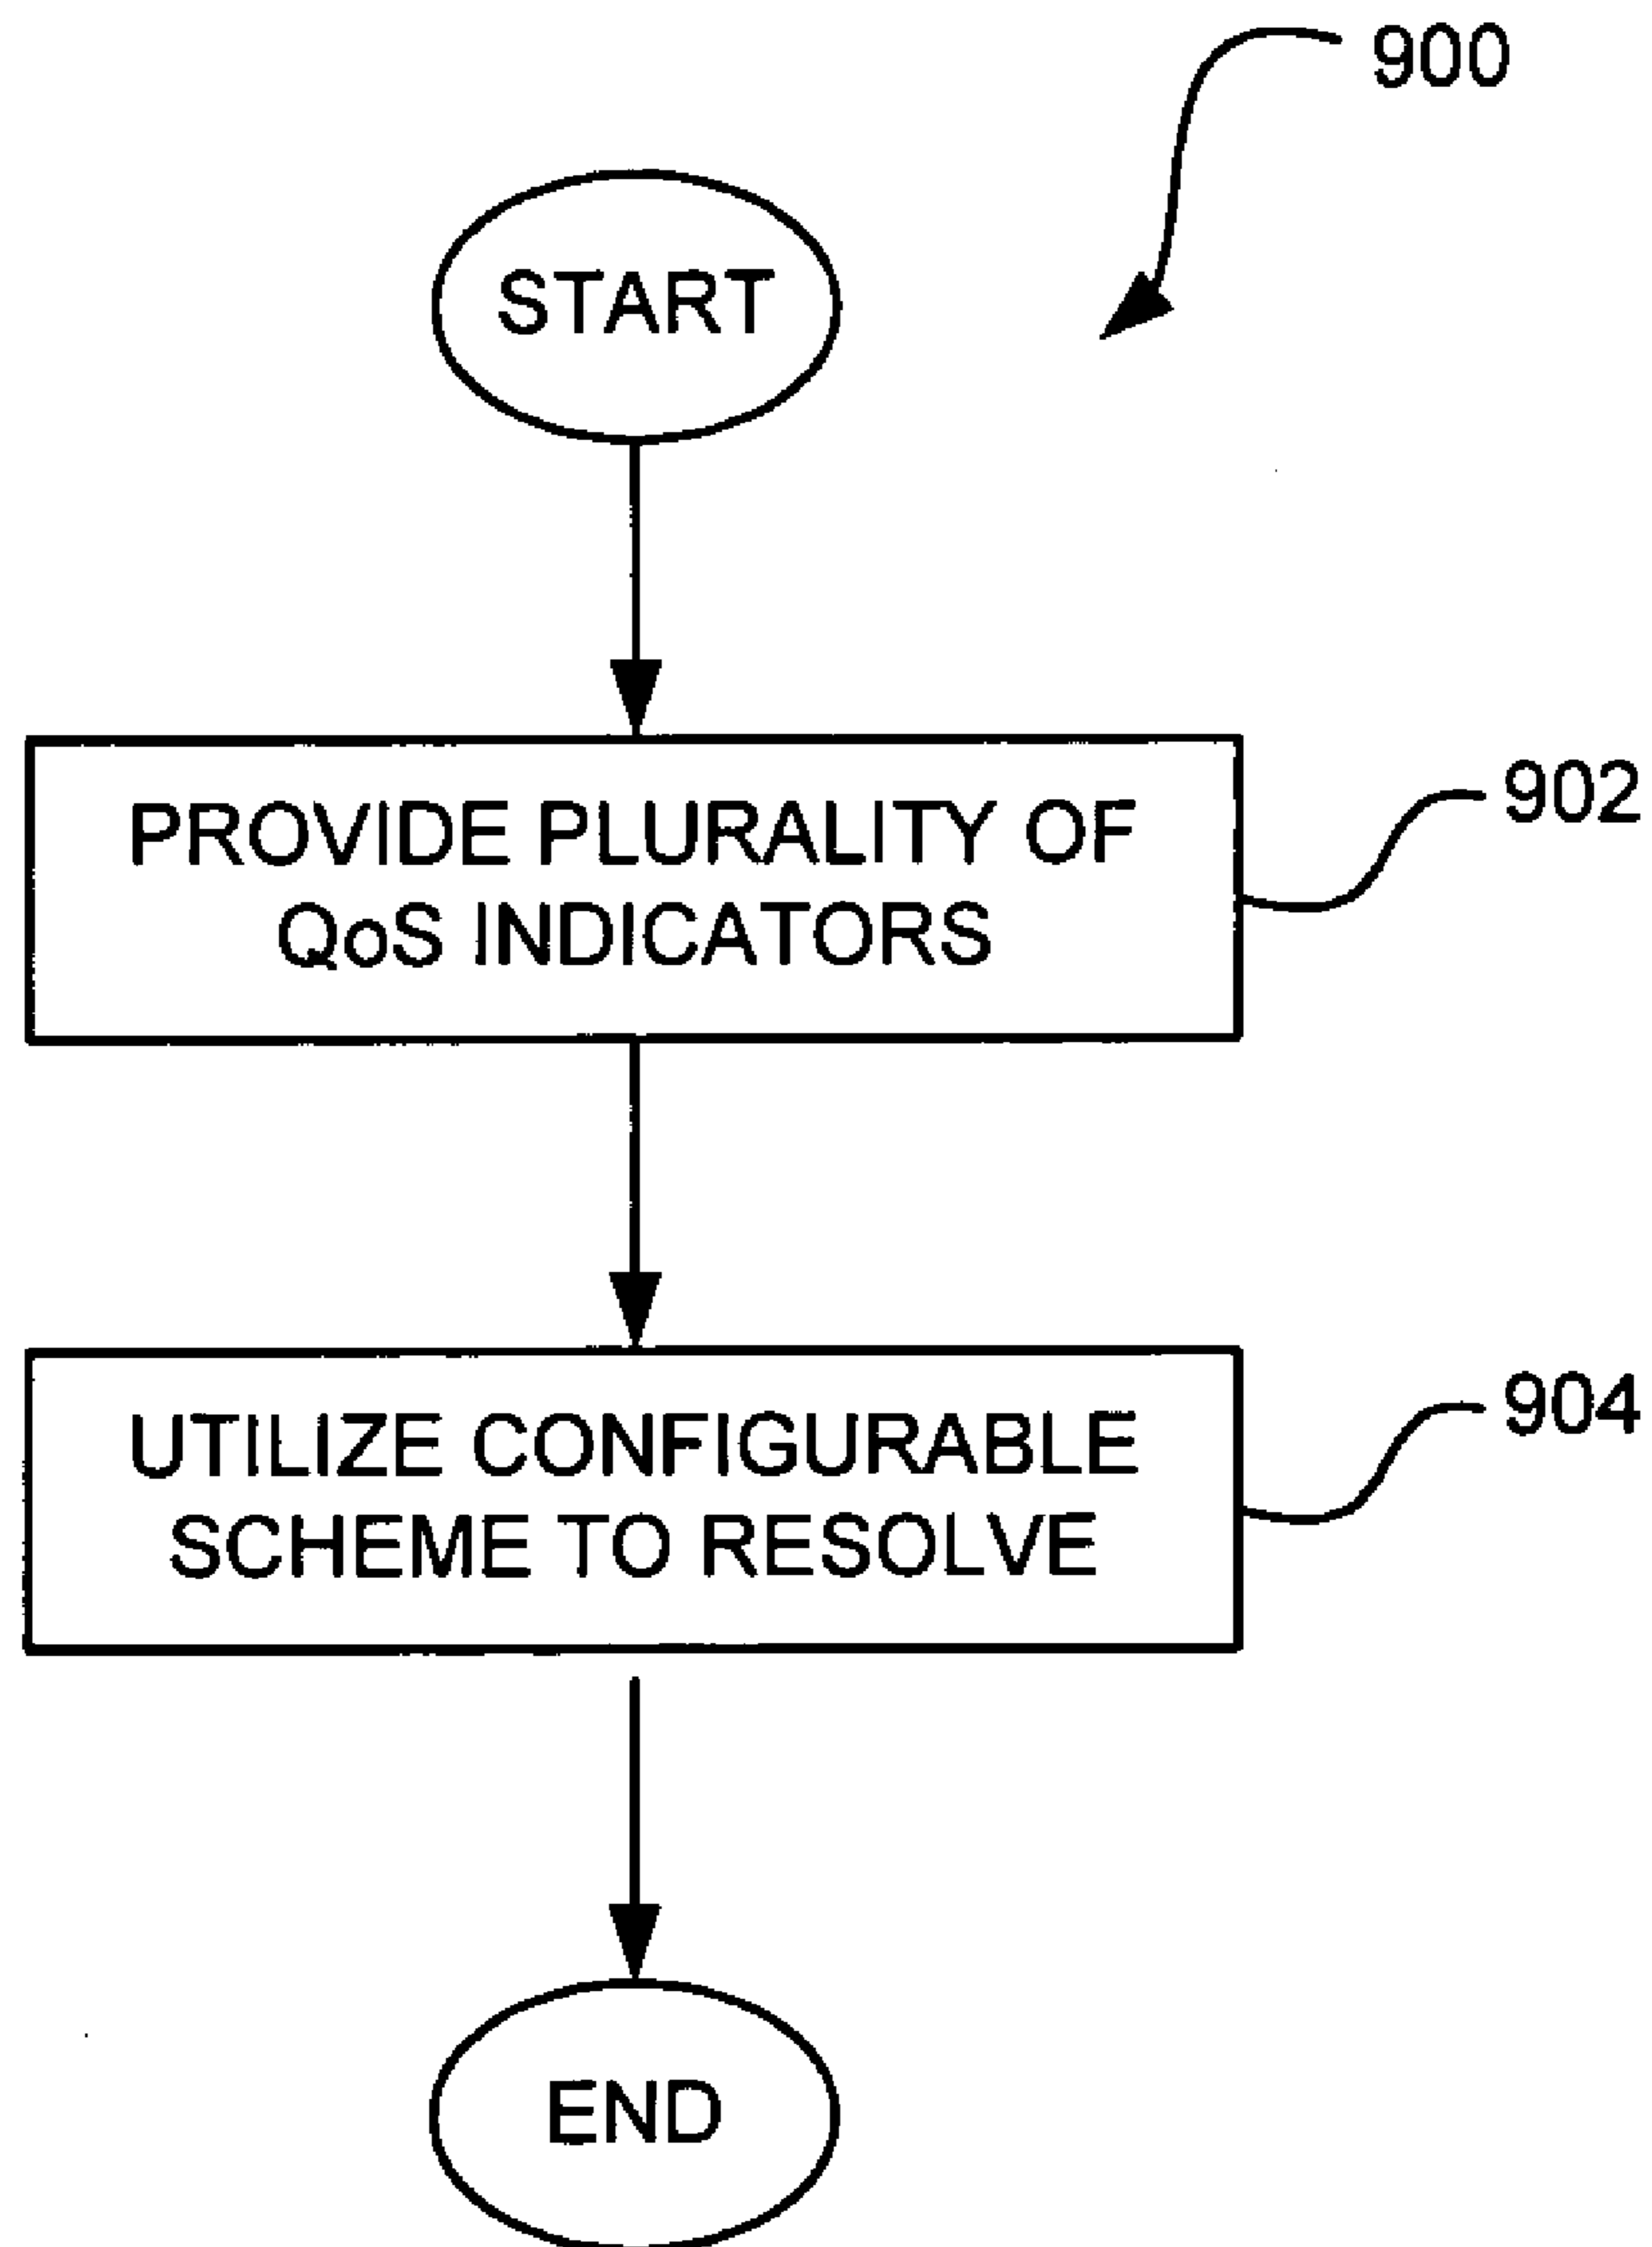 900
START
PROVIDE PLURALITY OF
QoS INDICATORS
902
UTILIZE CONFIGURABLE
SCHEME TO RESOLVE
904
END